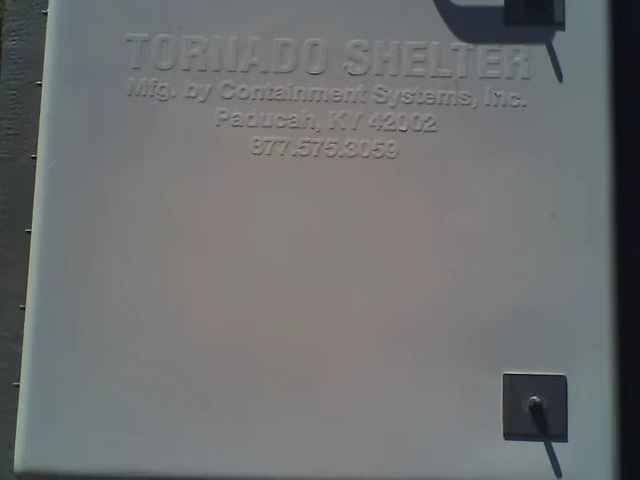 TORNADO SHELTER
Mfg. by Containment Systems, Inc.
Paducah, KY 42002
877.575.3059